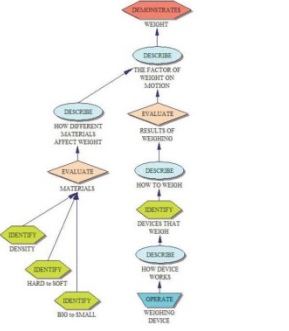 DEMONSTRATES
WEIGHT
DESCRIBE
THE FACTOR OF
WEIGHT ON
MOTION
DESCRIBE
HOW DIFFERENT
MATERIALS
AFFECT WEIGHT
EVALUATE
RESULTS OF
WEIGHING
EVALUATE
MATERIALS
DESCRIBE
HOW TO WEIGH
IDENTIFY
DEVICES THAT
WEIGH
IDENTIFY
DENSITY
DESCRIBE
HOW DEVICE
WORKS
IDENTIFY
HARD to SOFT
IDENTIFY
BIG to SMALL
OPERATE
WEIGHING
DEVICE